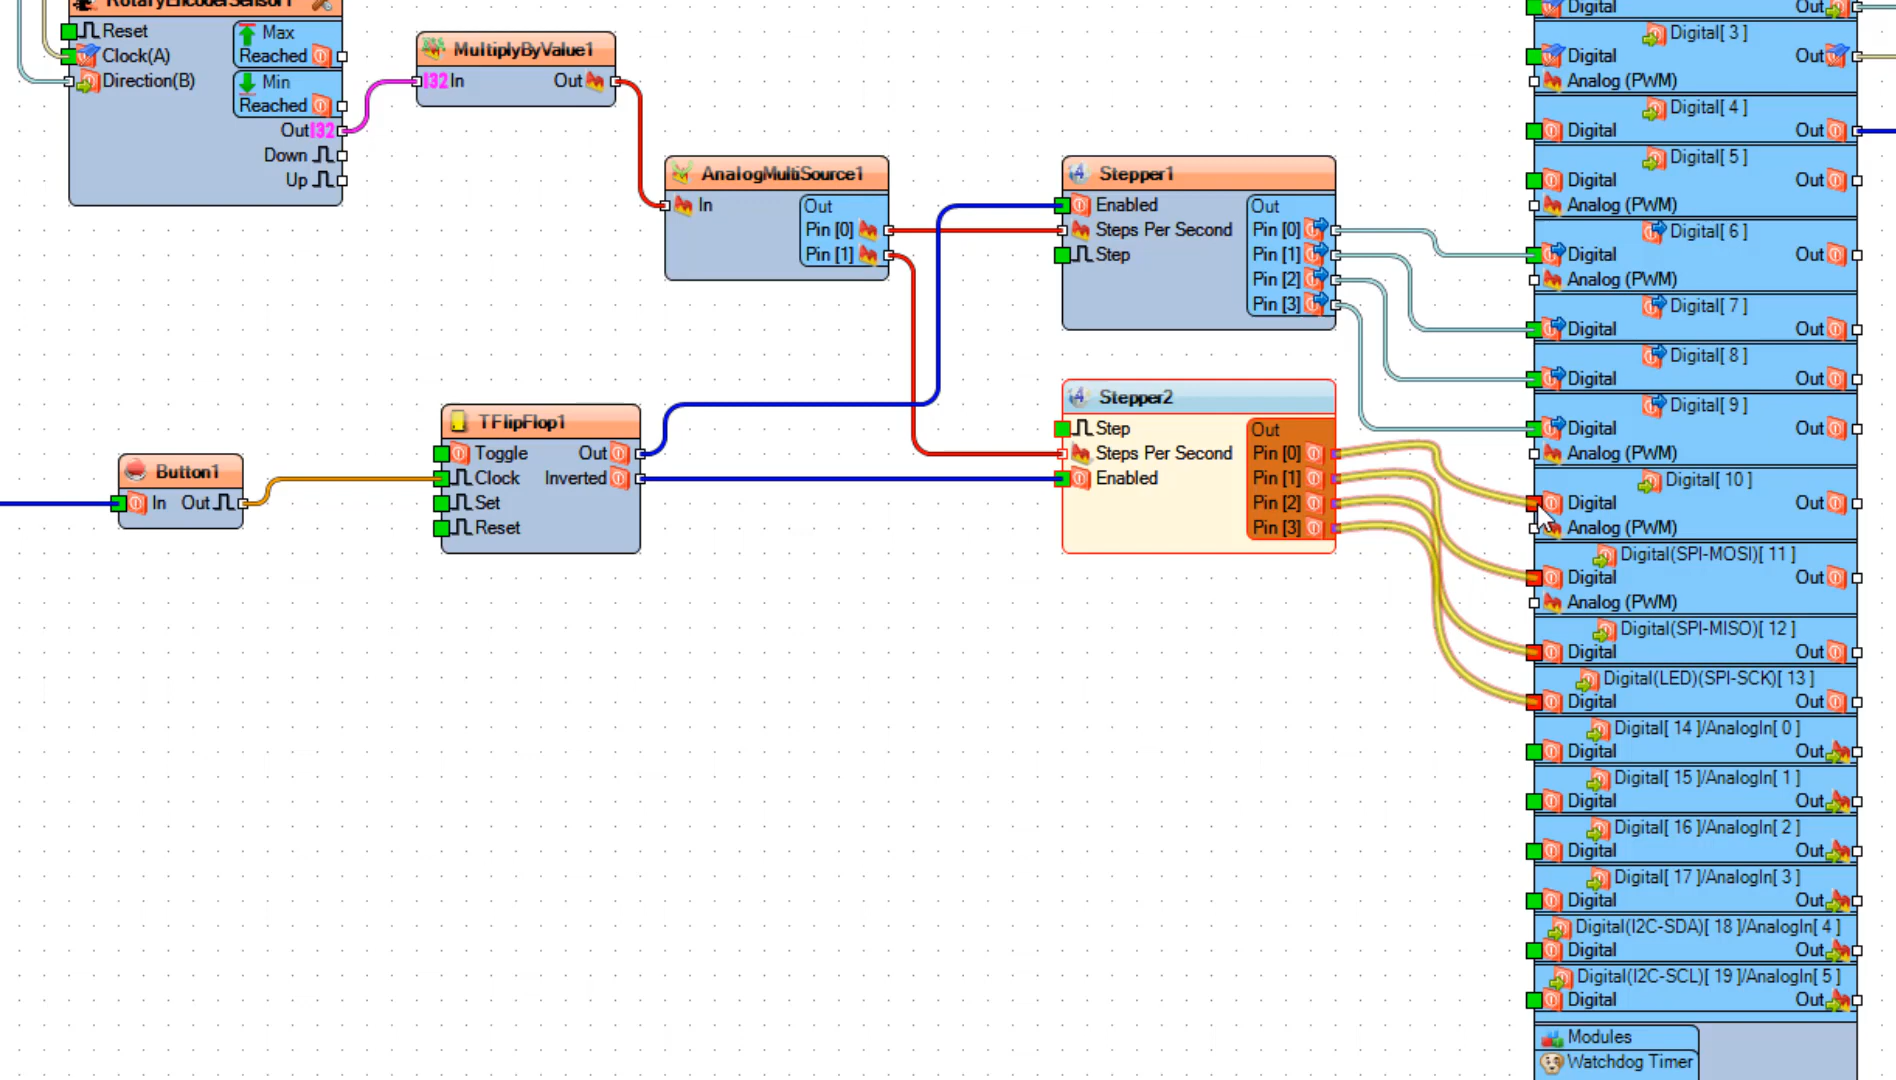 RotaryEncoderSensor1
Reset
Clock(A)
Direction(B)
Max
Reached
Min
Reached
Out I32
Down
Up
MultiplyByValue1
I32 In Out
AnalogMultiSource1
In
Out
Pin [0]
Pin [1]
Stepper1
Enabled
Steps Per Second
Step
Out
Pin [0]
Pin [1]
Pin [2]
Pin [3]
Stepper2
Step
Steps Per Second
Enabled
Out
Pin [0]
Pin [1]
Pin [2]
Pin [3]
Button1
In Out
TFlipFlop1
Toggle Out
Clock Inverted
Set
Reset
Digital Out
Digital[ 3 ]
Digital Out
Analog (PWM)
Digital[ 4 ]
Digital Out
Digital[ 5 ]
Digital Out
Analog (PWM)
Digital[ 6 ]
Digital Out
Analog (PWM)
Digital[ 7 ]
Digital Out
Digital[ 8 ]
Digital Out
Digital[ 9 ]
Digital Out
Analog (PWM)
Digital[ 10 ]
Digital Out
Analog (PWM)
Digital(SPI-MOSI)[ 11 ]
Digital Out
Analog (PWM)
Digital(SPI-MISO)[ 12 ]
Digital Out
Digital(LED)(SPI-SCK)[ 13 ]
Digital Out
Digital[ 14 ]/AnalogIn[ 0 ]
Digital Out
Digital[ 15 ]/AnalogIn[ 1 ]
Digital Out
Digital[ 16 ]/AnalogIn[ 2 ]
Digital Out
Digital[ 17 ]/AnalogIn[ 3 ]
Digital Out
Digital(I2C-SDA)[ 18 ]/AnalogIn[ 4 ]
Digital Out
Digital(I2C-SCL)[ 19 ]/AnalogIn[ 5 ]
Digital Out
Modules
Watchdog Timer